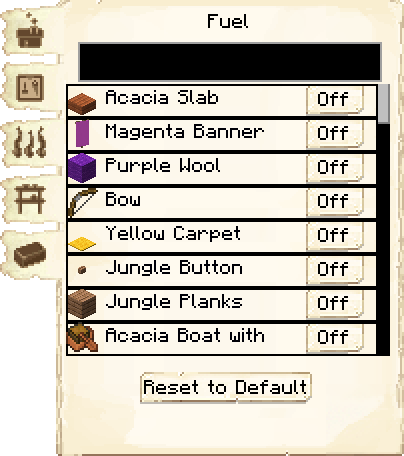 Fuel
Acacia Slab Off
Magenta Banner Off
Purple Wool Off
Bow Off
Yellow Carpet Off
Jungle Button Off
Jungle Planks Off
Acacia Boat with Off
Reset to Default